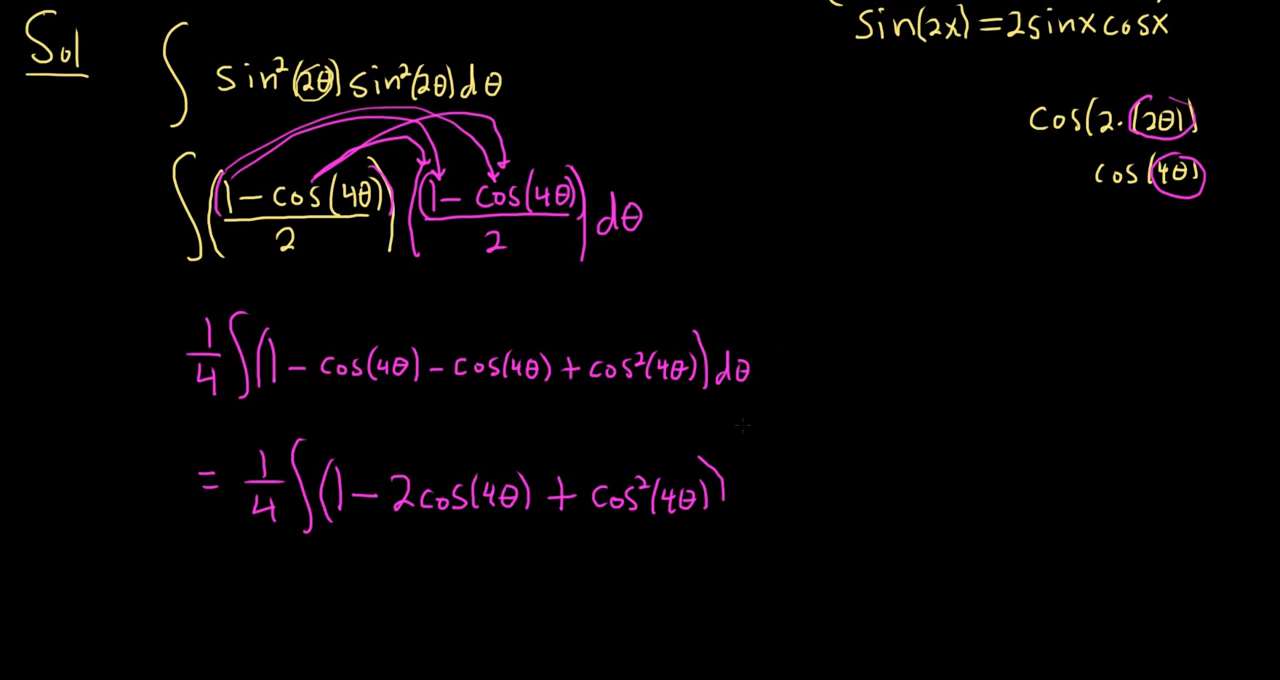 Sol
∫ sin²(2θ) sin²(2θ) dθ
∫ ((1 - cos(4θ))/2) ((1 - cos(4θ))/2) dθ
1/4 ∫ (1 - cos(4θ) - cos(4θ) + cos²(4θ)) dθ
= 1/4 ∫ (1 - 2cos(4θ) + cos²(4θ))
sin(2x) = 2sinxcosx
cos(2·(2θ))
cos(4θ)